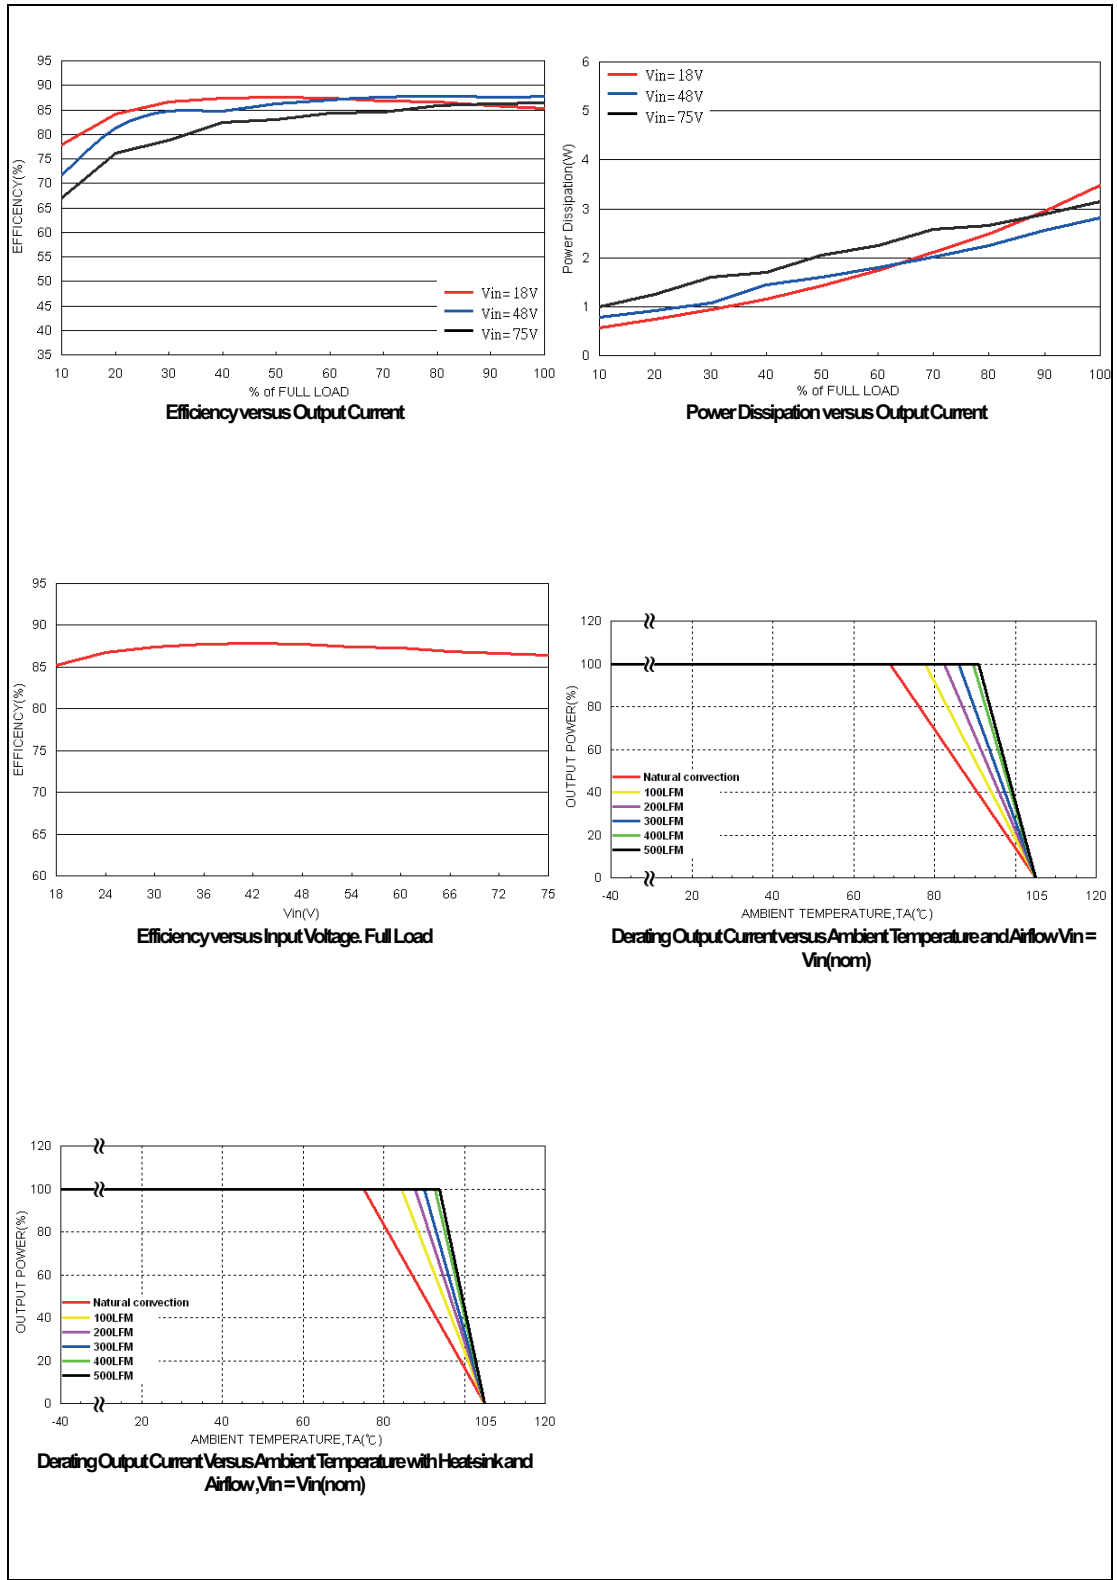 95
90
85
80
75
70
65
60
55
50
45
40
35
EFFICENCY(%)
Vin= 18V
Vin= 48V
Vin= 75V
10 20 30 40 50 60 70 80 90 100
% of FULL LOAD
Efficiency versus Output Current
6
5
4
3
2
1
0
Power Dissipation(W)
Vin= 18V
Vin= 48V
Vin= 75V
10 20 30 40 50 60 70 80 90 100
% of FULL LOAD
Power Dissipation versus Output Current
95
90
85
80
75
70
65
60
EFFICENCY(%)
18 24 30 36 42 48 54 60 66 72 75
Vin(V)
Efficiency versus Input Voltage. Full Load
120
100
80
60
40
20
0
OUTPUT POWER(%)
Natural convection
100LFM
200LFM
300LFM
400LFM
500LFM
-40 20 40 60 80 105 120
AMBIENT TEMPERATURE,TA(℃)
Derating Output Current versus Ambient Temperature and Airflow Vin =
Vin(nom)
120
100
80
60
40
20
0
OUTPUT POWER(%)
Natural convection
100LFM
200LFM
300LFM
400LFM
500LFM
-40 20 40 60 80 105 120
AMBIENT TEMPERATURE,TA(℃)
Derating Output Current Versus Ambient Temperature with Heat-sink and
Airflow ,Vin = Vin(nom)